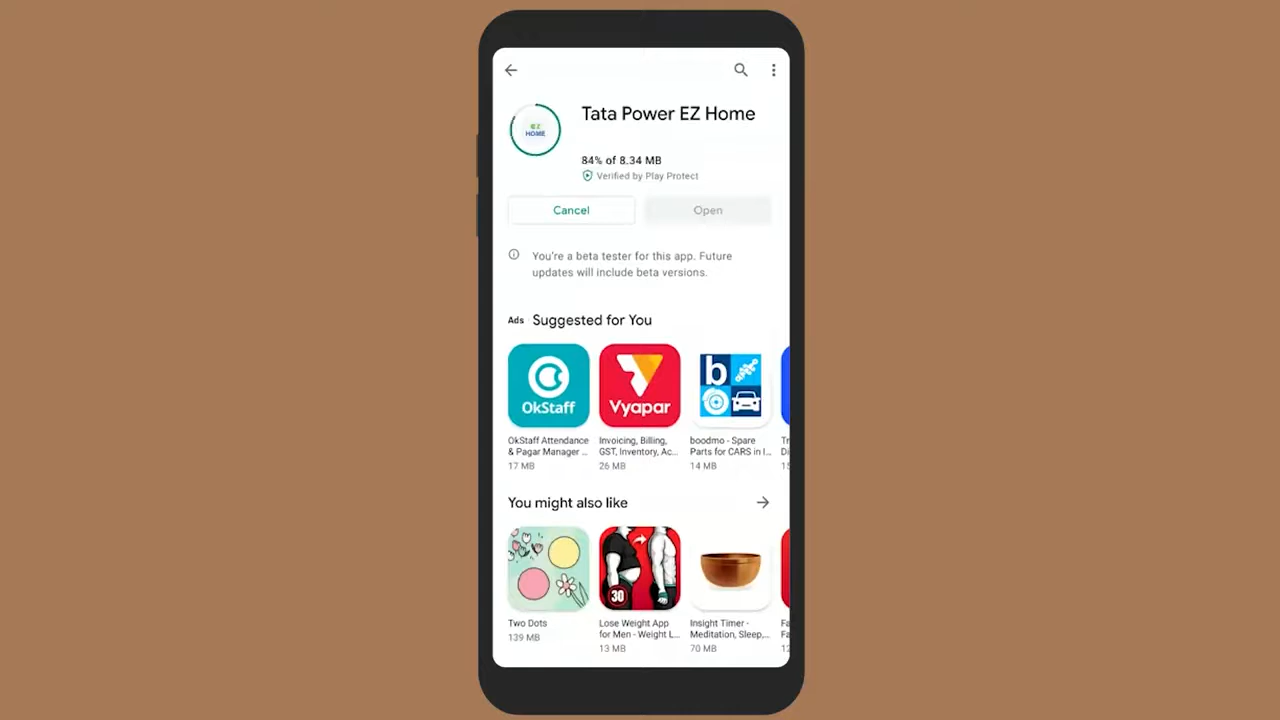 Tata Power EZ Home
EZ
HOME
84% of 8.34 MB
Verified by Play Protect
Cancel
Open
You're a beta tester for this app. Future
updates will include beta versions.
Ads
Suggested for You
OkStaff
Vyapar
b
OkStaff Attendance
& Pagar Manager ...
17 MB
Invoicing, Billing,
GST, Inventory, Ac...
26 MB
boodmo - Spare
Parts for CARS in I...
14 MB
You might also like
30
Two Dots
139 MB
Lose Weight App
for Men - Weight L...
13 MB
Insight Timer -
Meditation, Sleep,...
70 MB